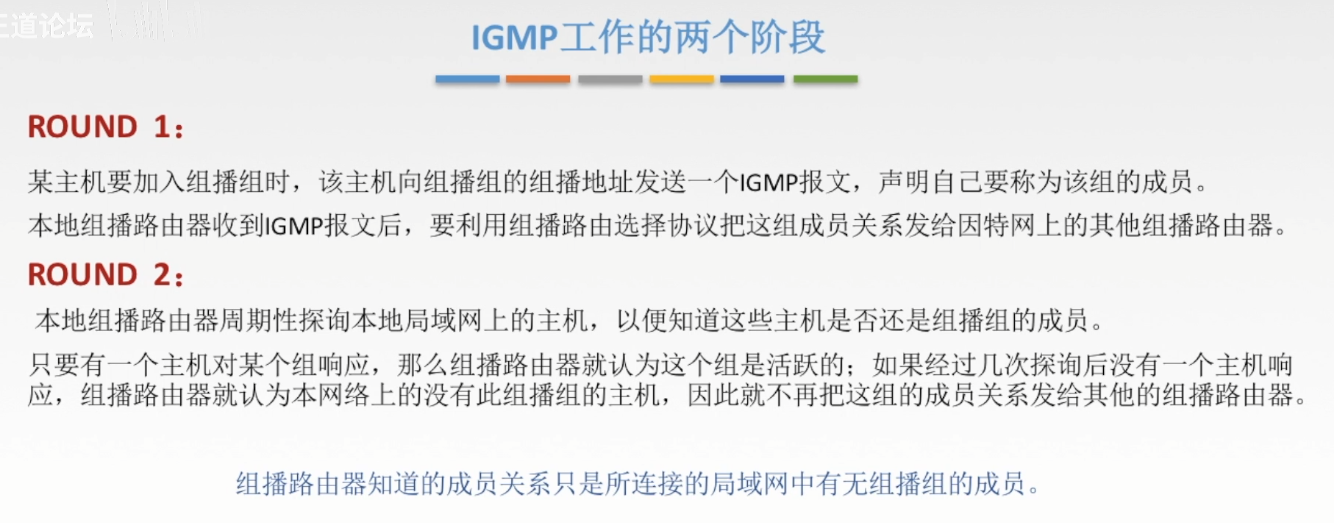 王道论坛
IGMP工作的两个阶段
ROUND 1：
某主机要加入组播组时，该主机向组播组的组播地址发送一个IGMP报文，声明自己要称为该组的成员。
本地组播路由器收到IGMP报文后，要利用组播路由选择协议把这组成员关系发给因特网上的其他组播路由器。
ROUND 2：
本地组播路由器周期性探询本地局域网上的主机，以便知道这些主机是否还是组播组的成员。
只要有一个主机对某个组响应，那么组播路由器就认为这个组是活跃的；如果经过几次探询后没有一个主机响
应，组播路由器就认为本网络上的没有此组播组的主机，因此就不再把这组的成员关系发给其他的组播路由器。
组播路由器知道的成员关系只是所连接的局域网中有无组播组的成员。